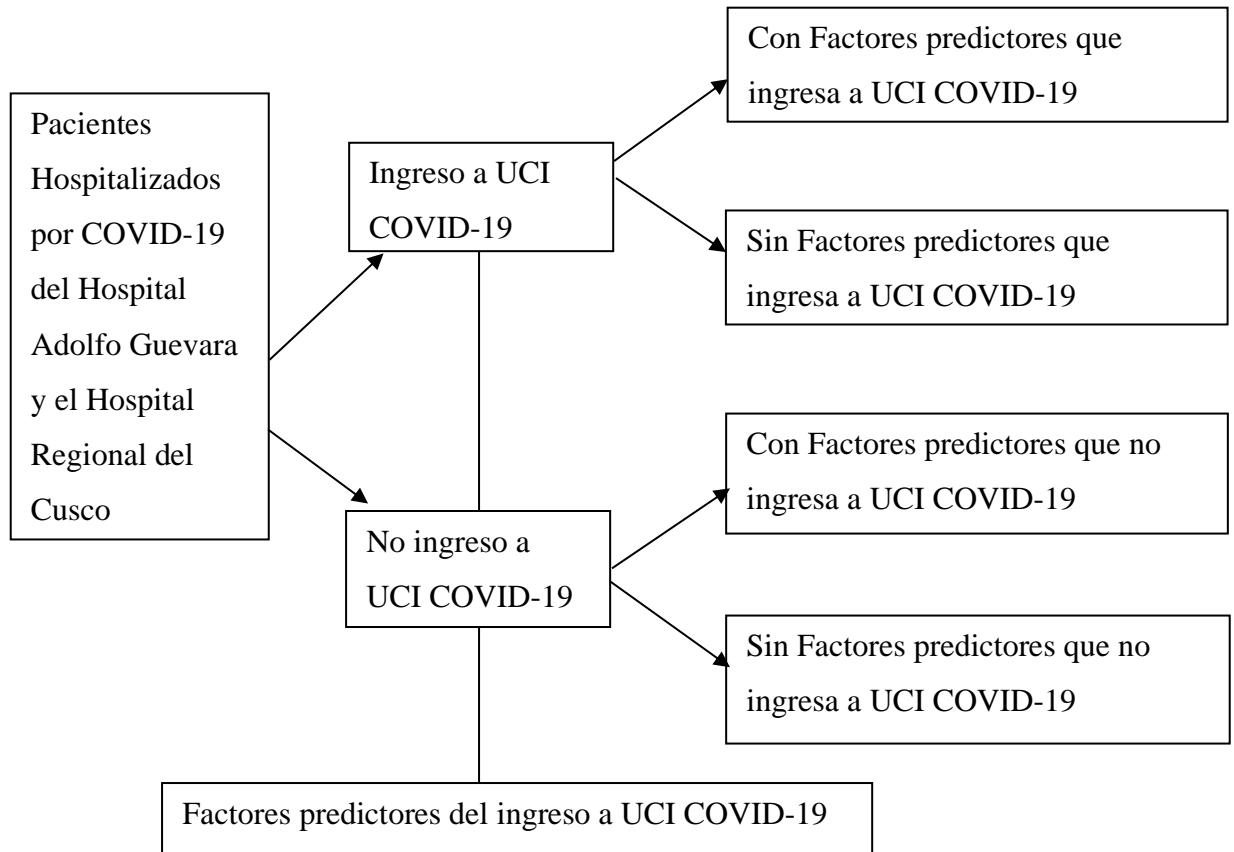 Pacientes
Hospitalizados
por COVID-19
del Hospital
Adolfo Guevara
y el Hospital
Regional del
Cusco
Ingreso a UCI
COVID-19
No ingreso a
UCI COVID-19
Con Factores predictores que
ingresa a UCI COVID-19
Sin Factores predictores que
ingresa a UCI COVID-19
Con Factores predictores que no
ingresa a UCI COVID-19
Sin Factores predictores que no
ingresa a UCI COVID-19
Factores predictores del ingreso a UCI COVID-19